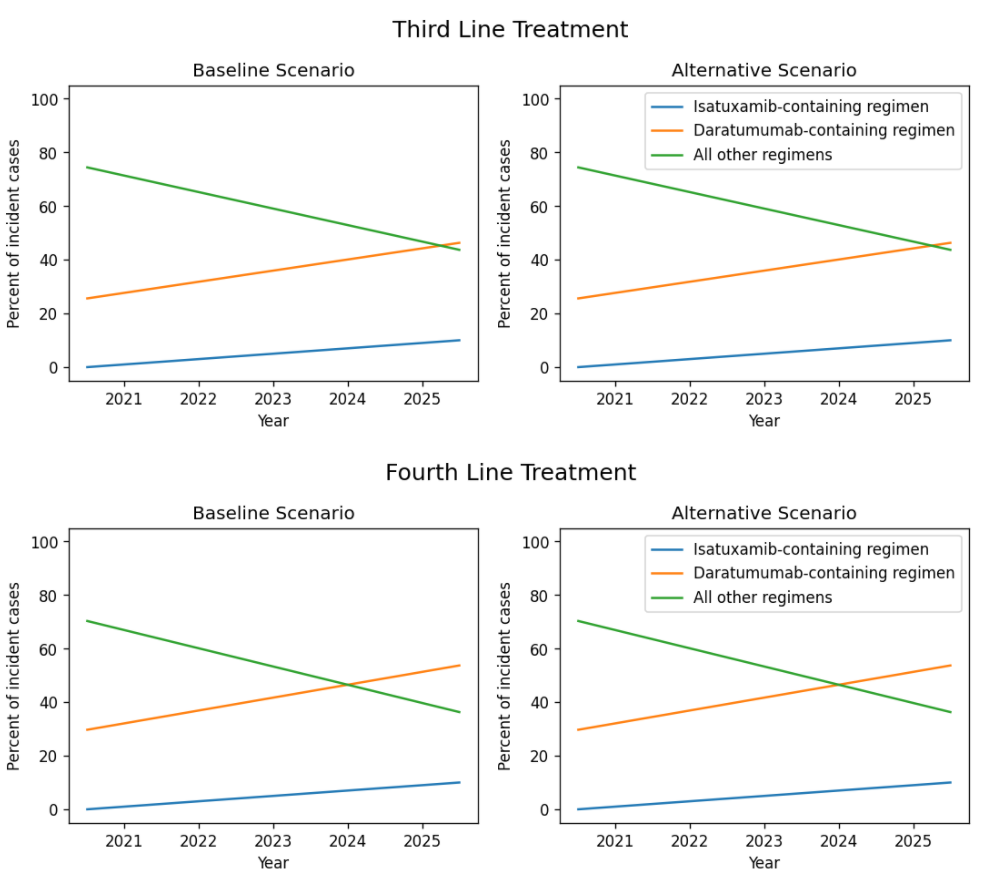 Third Line Treatment
Baseline Scenario
Percent of incident cases
100
80
60
40
20
0
2021 2022 2023 2024 2025
Year
Alternative Scenario
Percent of incident cases
100
80
60
40
20
0
Isatuxamib-containing regimen
Daratumumab-containing regimen
All other regimens
2021 2022 2023 2024 2025
Year
Fourth Line Treatment
Baseline Scenario
Percent of incident cases
100
80
60
40
20
0
2021 2022 2023 2024 2025
Year
Alternative Scenario
Percent of incident cases
100
80
60
40
20
0
Isatuxamib-containing regimen
Daratumumab-containing regimen
All other regimens
2021 2022 2023 2024 2025
Year